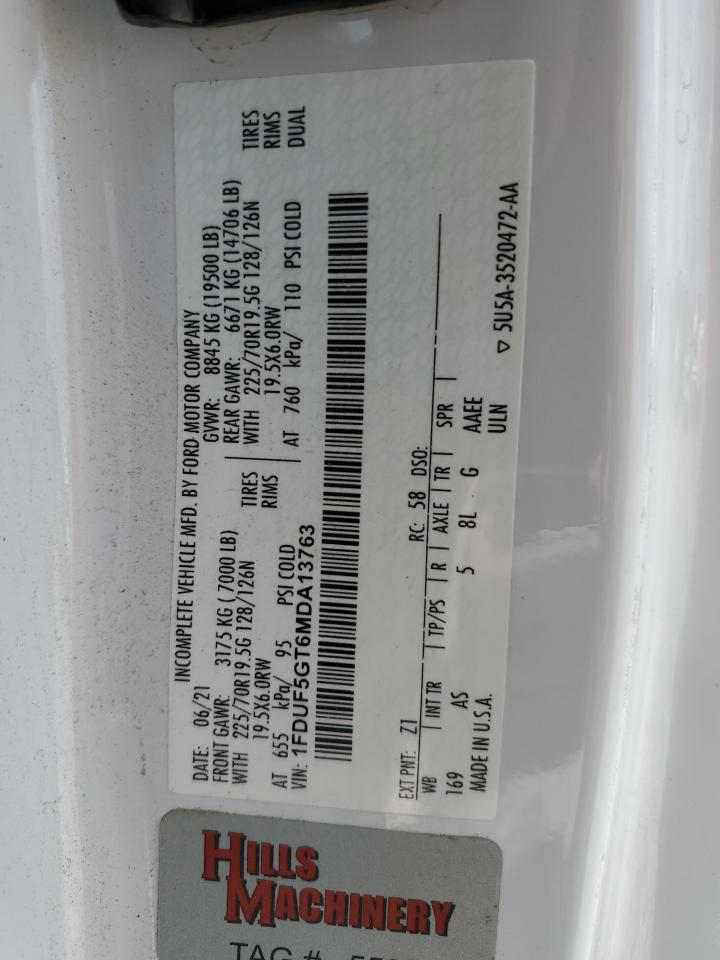 INCOMPLETE VEHICLE MFD. BY FORD MOTOR COMPANY
DATE: 06/21 GVWR: 8845 KG (19500 LB)
FRONT GAWR: 3175 KG ( 7000 LB) REAR GAWR: 6671 KG (14706 LB)
WITH 225/70R19.5G 128/126N TIRES WITH 225/70R19.5G 128/126N TIRES
19.5X6.0RW RIMS 19.5X6.0RW RIMS
AT 655 kPa/ 95 PSI COLD AT 760 kPa/ 110 PSI COLD DUAL
VIN: 1FDUF5GT6MDA13763
EXT PNT: Z1 RC: 58 DSO:
WB INT TR TP/PS R AXLE TR SPR
169 AS 5 8L G AAEE
MADE IN U.S.A. ULN
▽ 5U5A-3520472-AA
HILLS
MACHINERY
TAG #